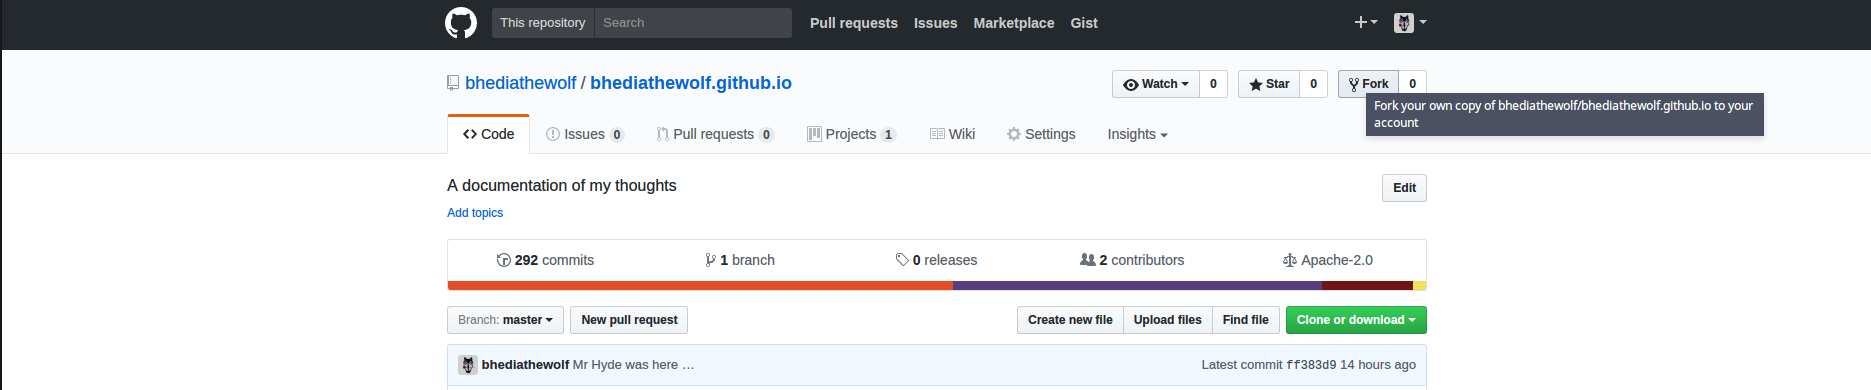 This repository Search Pull requests Issues Marketplace Gist
bhediathewolf / bhediathewolf.github.io Watch 0 Star 0 Fork 0
Fork your own copy of bhediathewolf/bhediathewolf.github.io to your
account
Code Issues 0 Pull requests 0 Projects 1 Wiki Settings Insights
A documentation of my thoughts Edit
Add topics
292 commits 1 branch 0 releases 2 contributors Apache-2.0
Branch: master New pull request Create new file Upload files Find file Clone or download
bhediathewolf Mr Hyde was here … Latest commit ff383d9 14 hours ago